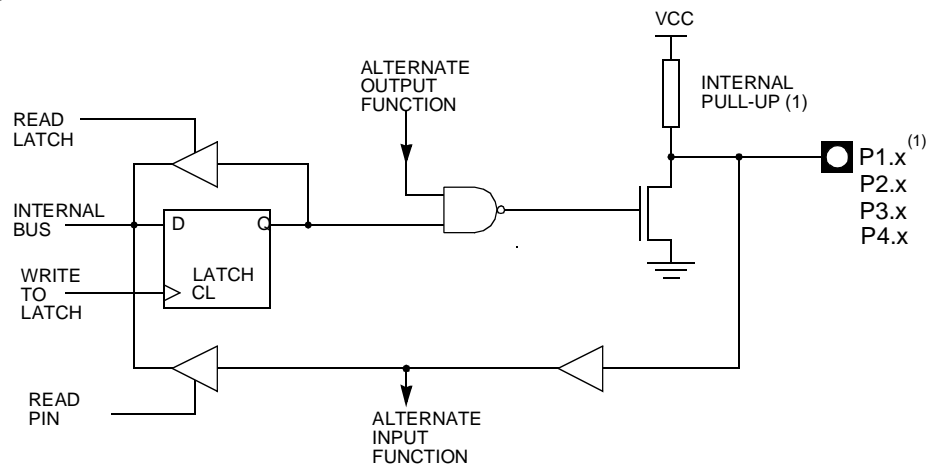 VCC
ALTERNATE
OUTPUT
FUNCTION
INTERNAL
PULL-UP (1)
READ
LATCH
P1.x (1)
P2.x
P3.x
P4.x
INTERNAL
BUS
D
Q
LATCH
CL
WRITE
TO
LATCH
READ
PIN
ALTERNATE
INPUT
FUNCTION